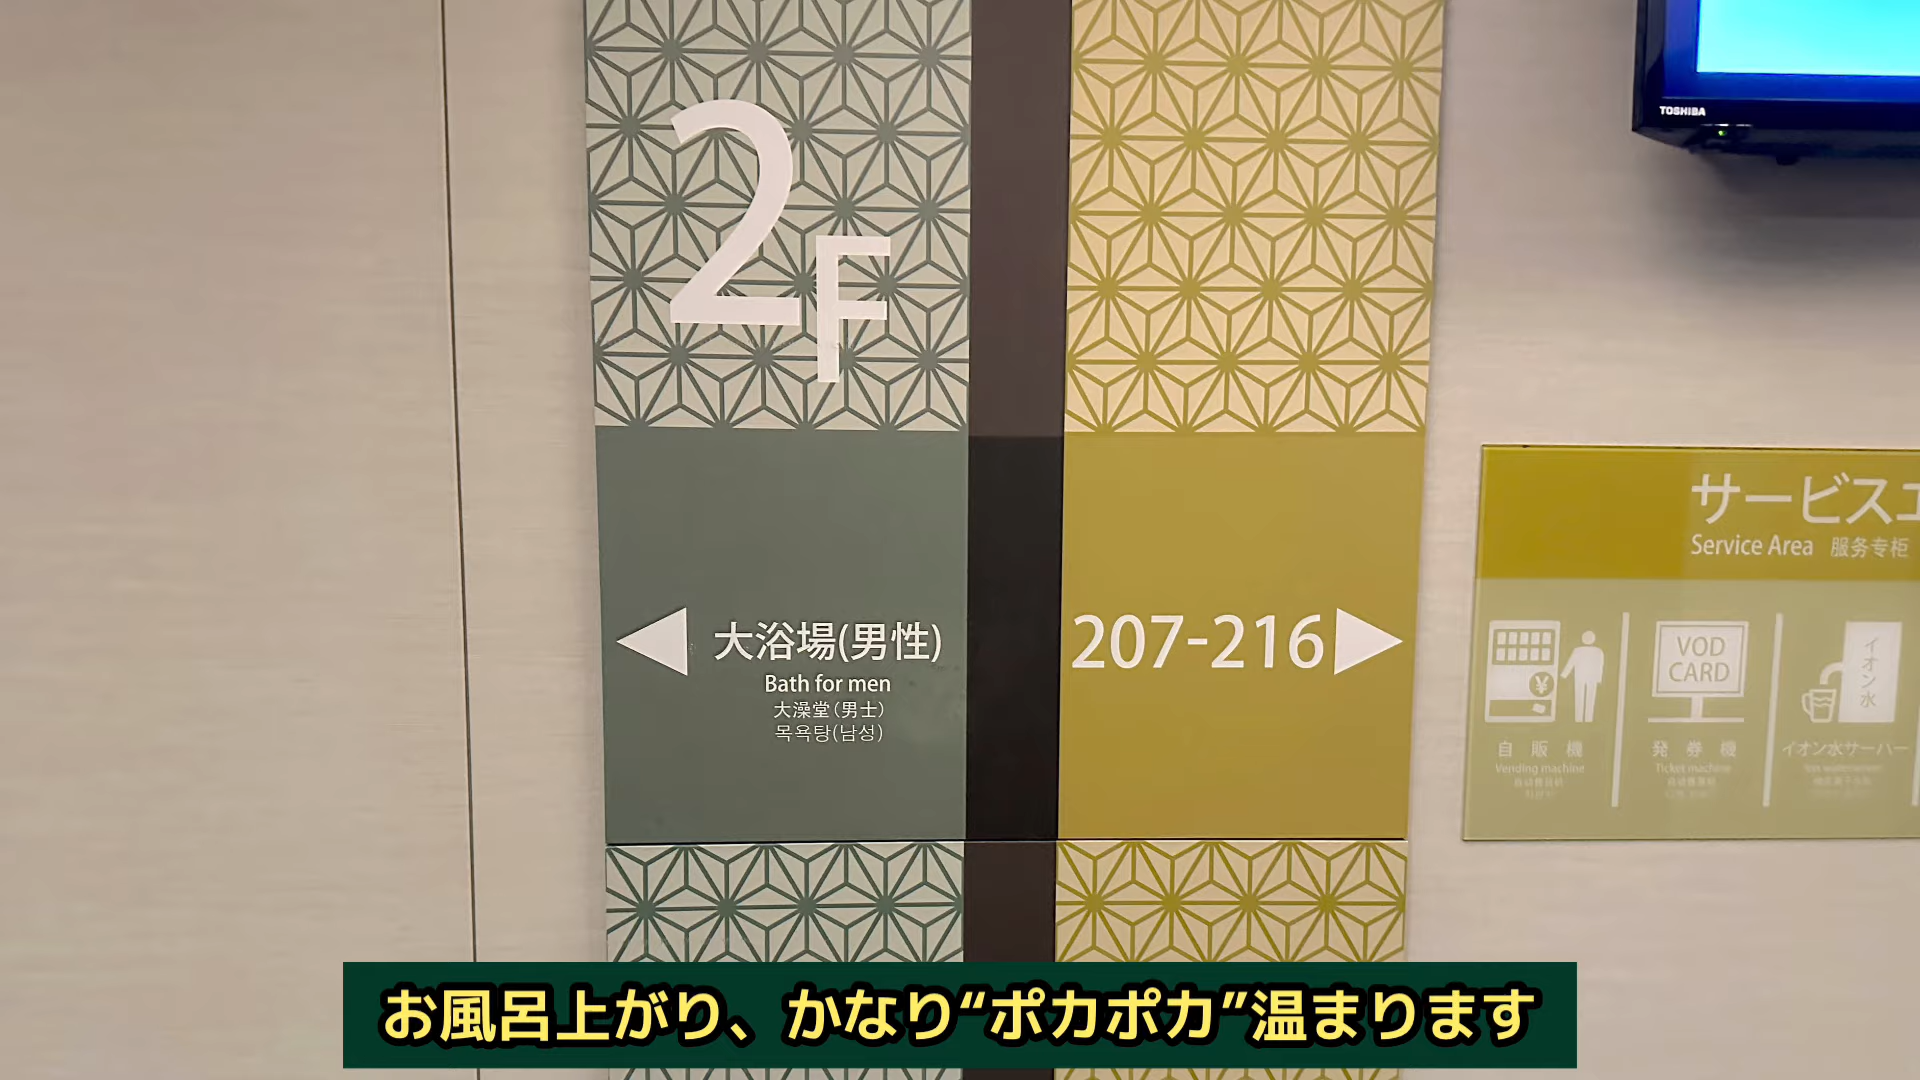 2F
大浴場(男性)
Bath for men
大澡堂(男士)
목욕탕(남성)
207-216
TOSHIBA
サービスエ
Service Area 服务专柜
VOD
CARD
イオン水
¥
自販機
Vending machine
発券機
Ticket machine
イオン水サーバー
お風呂上がり、かなり“ポカポカ”温まります